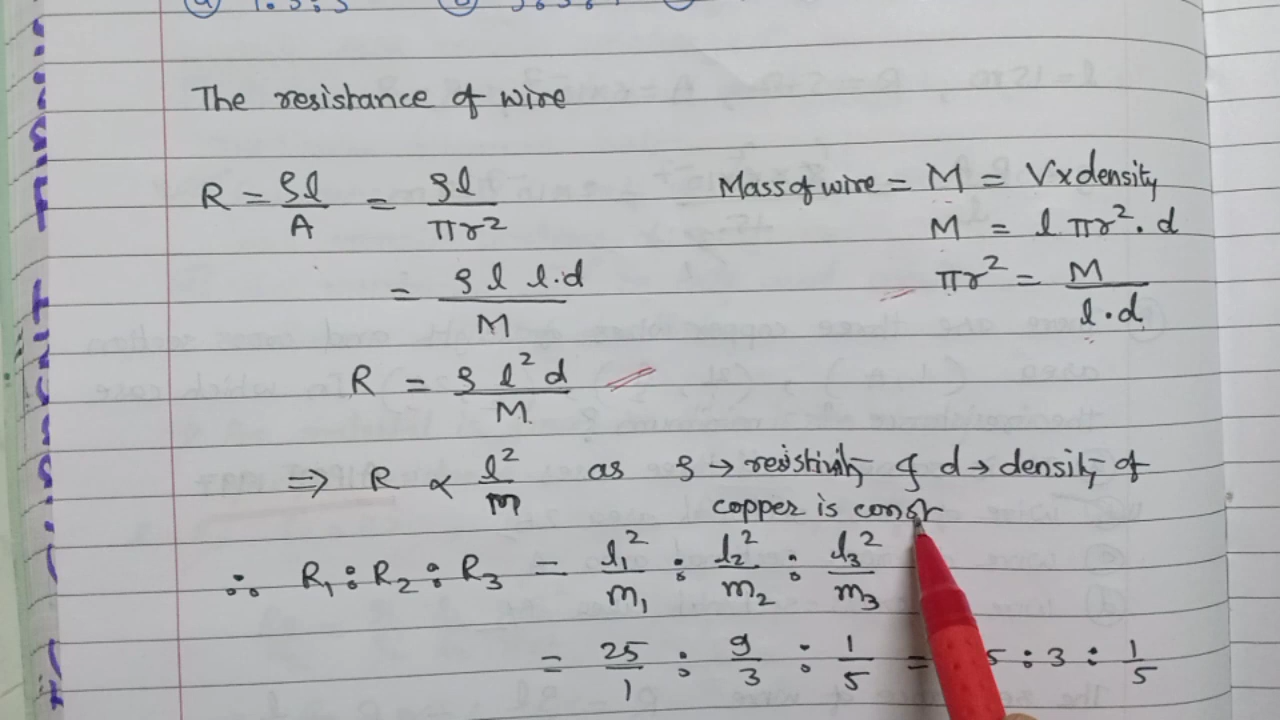 The resistance of wire
R = ρl/A = ρl/πr²
Mass of wire = M = V x density
M = l πr² . d
= ρ l l.d/M
πr² = M/l.d
R = ρ l² d/M
⇒ R ∝ l²/m as ρ → resistivity & d → density of
copper is const
∴ R₁ : R₂ : R₃ = l₁²/m₁ : l₂²/m₂ : l₃²/m₃
= 25/1 : 9/3 : 1/5 = 5 : 3 : 1/5